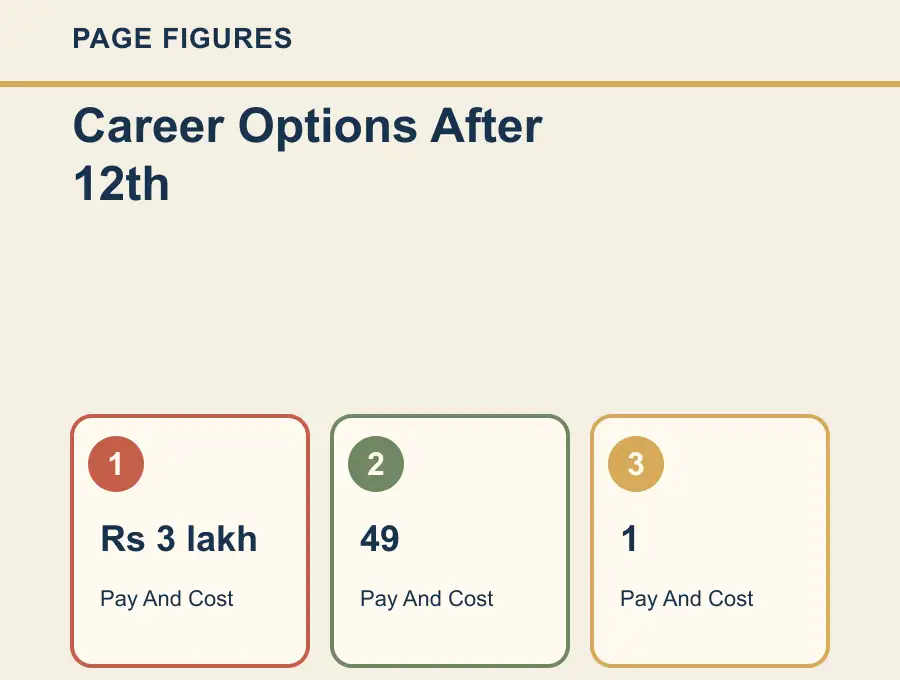 PAGE FIGURES
Career Options After
12th
1
Rs 3 lakh
Pay And Cost
2
49
Pay And Cost
3
1
Pay And Cost